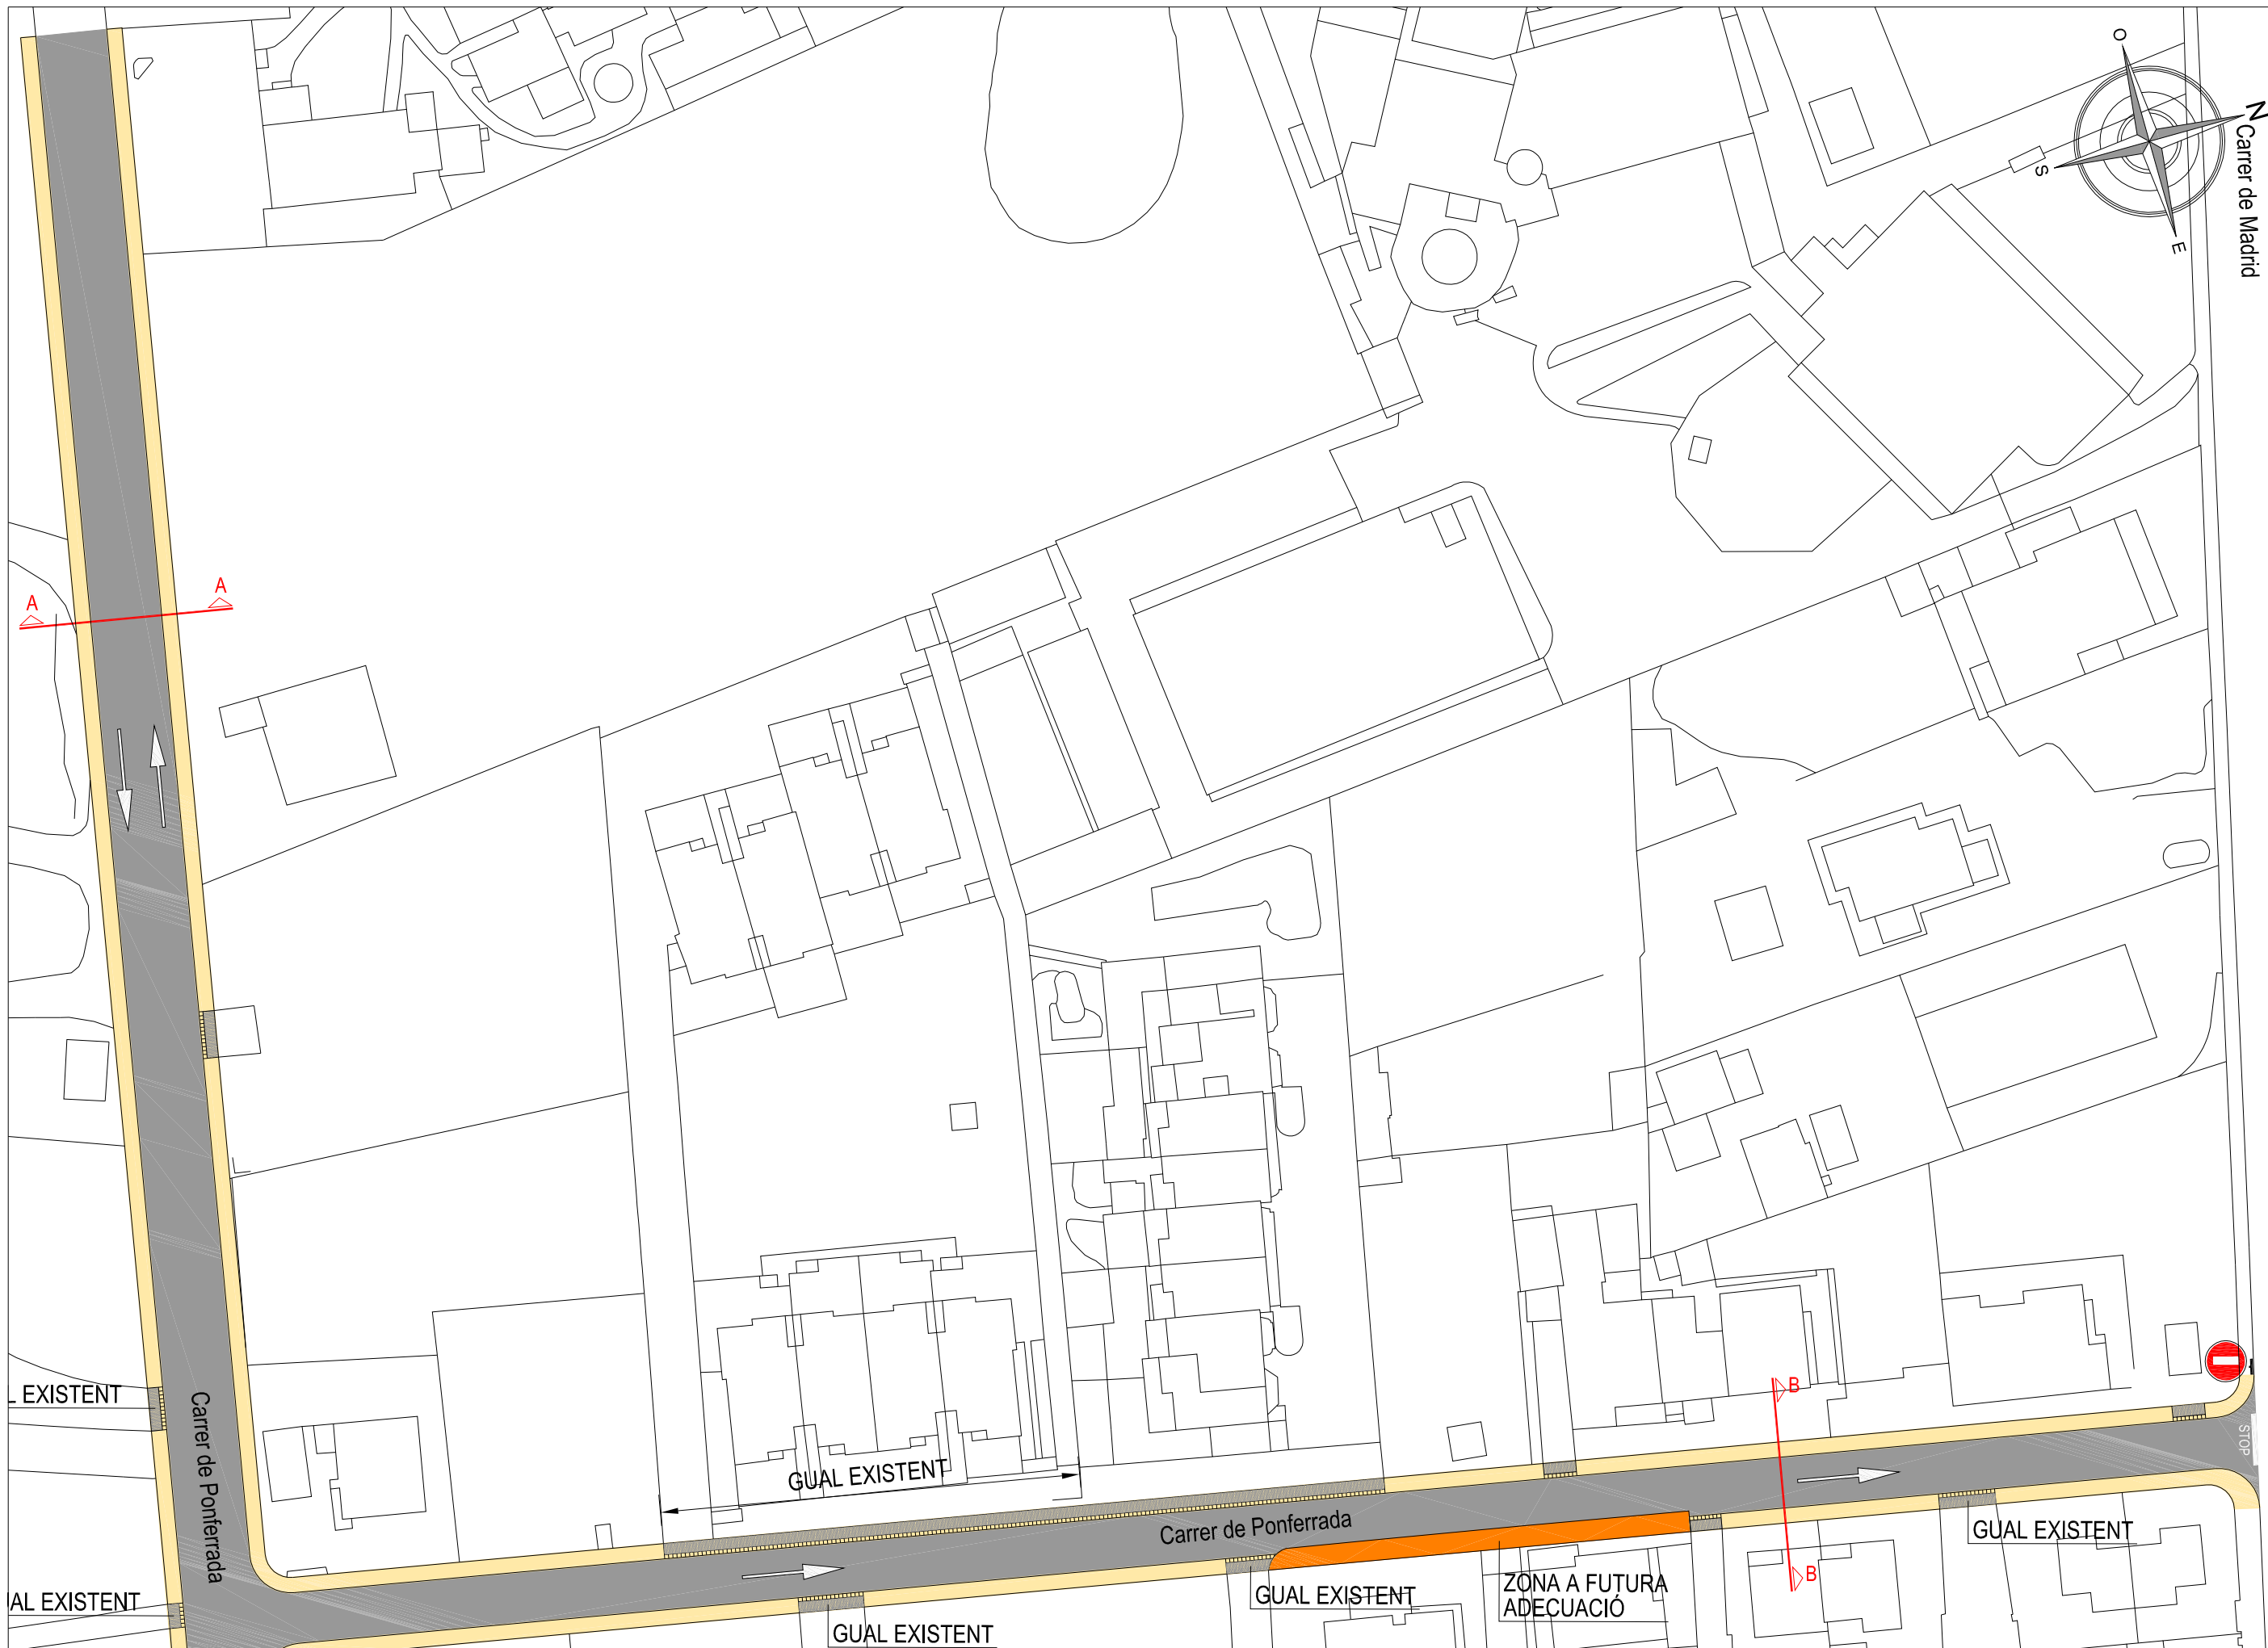 O
N
S
E
Carrer de Madrid
A
A
L EXISTENT
Carrer de Ponferrada
GUAL EXISTENT
B
STOP
Carrer de Ponferrada
GUAL EXISTENT
B
AL EXISTENT
GUAL EXISTENT
ZONA A FUTURA
ADECUACIÓ
GUAL EXISTENT